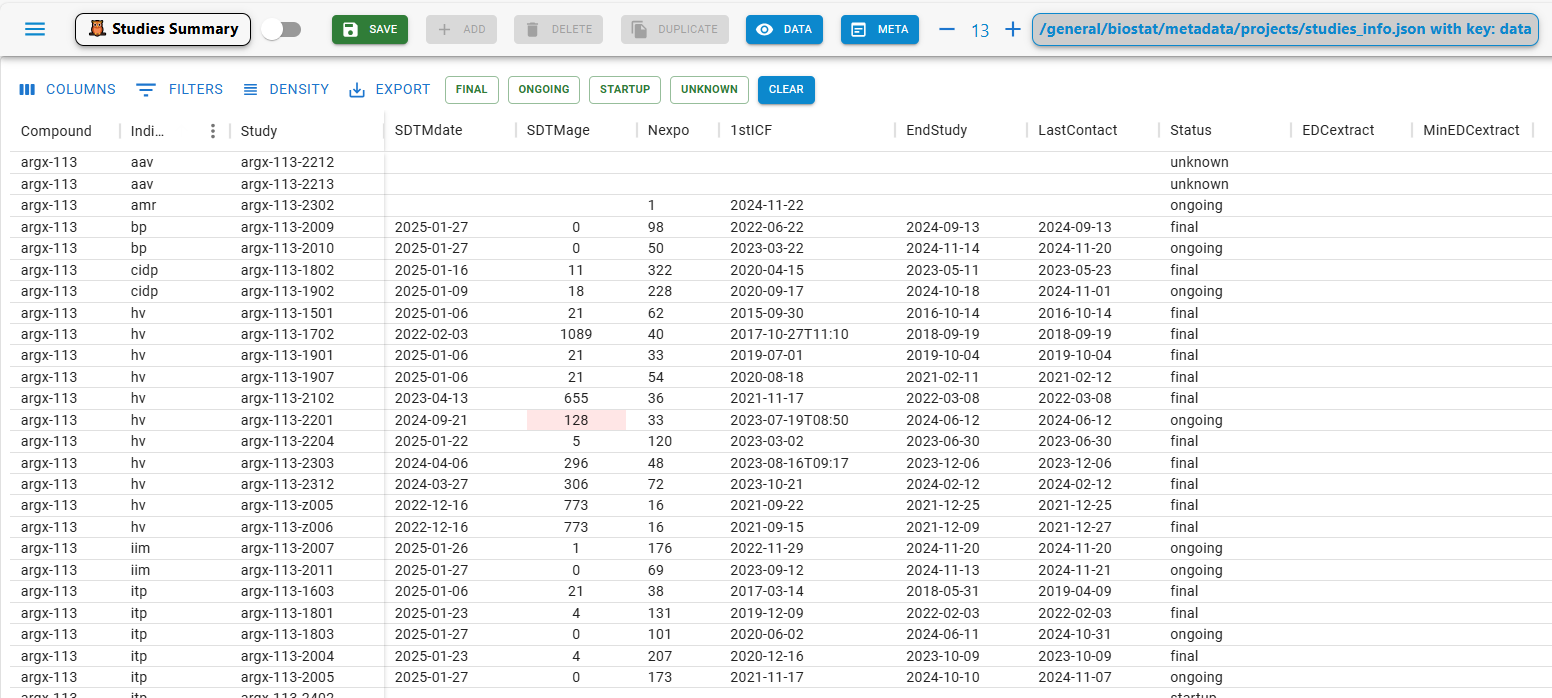 Studies Summary SAVE ADD DELETE DUPLICATE DATA META 13 /general/biostat/metadata/projects/studies_info.json with key: data
COLUMNS FILTERS DENSITY EXPORT FINAL ONGOING STARTUP UNKNOWN CLEAR
Compound Indi... Study SDTMdate SDTMage Nexpo 1stICF EndStudy LastContact Status EDCextract MinEDCextract
argx-113 aav argx-113-2212 unknown
argx-113 aav argx-113-2213 unknown
argx-113 amr argx-113-2302 1 2024-11-22 ongoing
argx-113 bp argx-113-2009 2025-01-27 0 98 2022-06-22 2024-09-13 2024-09-13 final
argx-113 bp argx-113-2010 2025-01-27 0 50 2023-03-22 2024-11-14 2024-11-20 ongoing
argx-113 cidp argx-113-1802 2025-01-16 11 322 2020-04-15 2023-05-11 2023-05-23 final
argx-113 cidp argx-113-1902 2025-01-09 18 228 2020-09-17 2024-10-18 2024-11-01 ongoing
argx-113 hv argx-113-1501 2025-01-06 21 62 2015-09-30 2016-10-14 2016-10-14 final
argx-113 hv argx-113-1702 2022-02-03 1089 40 2017-10-27T11:10 2018-09-19 2018-09-19 final
argx-113 hv argx-113-1901 2025-01-06 21 33 2019-07-01 2019-10-04 2019-10-04 final
argx-113 hv argx-113-1907 2025-01-06 21 54 2020-08-18 2021-02-11 2021-02-12 final
argx-113 hv argx-113-2102 2023-04-13 655 36 2021-11-17 2022-03-08 2022-03-08 final
argx-113 hv argx-113-2201 2024-09-21 128 33 2023-07-19T08:50 2024-06-12 2024-06-12 ongoing
argx-113 hv argx-113-2204 2025-01-22 5 120 2023-03-02 2023-06-30 2023-06-30 final
argx-113 hv argx-113-2303 2024-04-06 296 48 2023-08-16T09:17 2023-12-06 2023-12-06 final
argx-113 hv argx-113-2312 2024-03-27 306 72 2023-10-21 2024-02-12 2024-02-12 final
argx-113 hv argx-113-z005 2022-12-16 773 16 2021-09-22 2021-12-25 2021-12-25 final
argx-113 hv argx-113-z006 2022-12-16 773 16 2021-09-15 2021-12-09 2021-12-27 final
argx-113 iim argx-113-2007 2025-01-26 1 176 2022-11-29 2024-11-20 2024-11-20 ongoing
argx-113 iim argx-113-2011 2025-01-27 0 69 2023-09-12 2024-11-13 2024-11-21 ongoing
argx-113 itp argx-113-1603 2025-01-06 21 38 2017-03-14 2018-05-31 2019-04-09 final
argx-113 itp argx-113-1801 2025-01-23 4 131 2019-12-09 2022-02-03 2022-02-03 final
argx-113 itp argx-113-1803 2025-01-27 0 101 2020-06-02 2024-06-11 2024-10-31 ongoing
argx-113 itp argx-113-2004 2025-01-23 4 207 2020-12-16 2023-10-09 2023-10-09 final
argx-113 itp argx-113-2005 2025-01-27 0 173 2021-11-17 2024-10-10 2024-11-07 ongoing
argx-113 itp argx-113-2402 startup